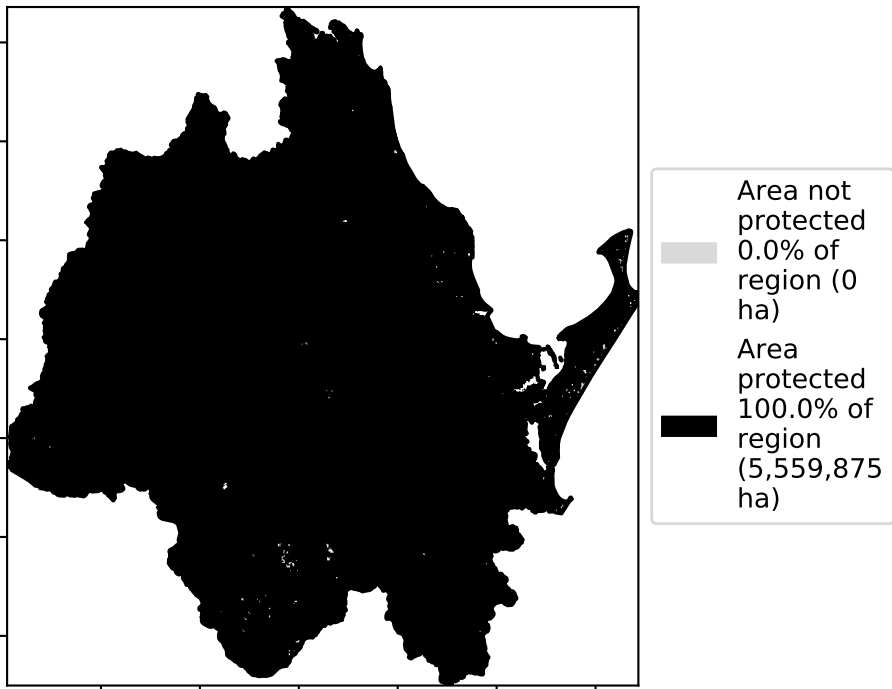 Area not
protected
0.0% of
region (0
ha)
Area
protected
100.0% of
region
(5,559,875
ha)